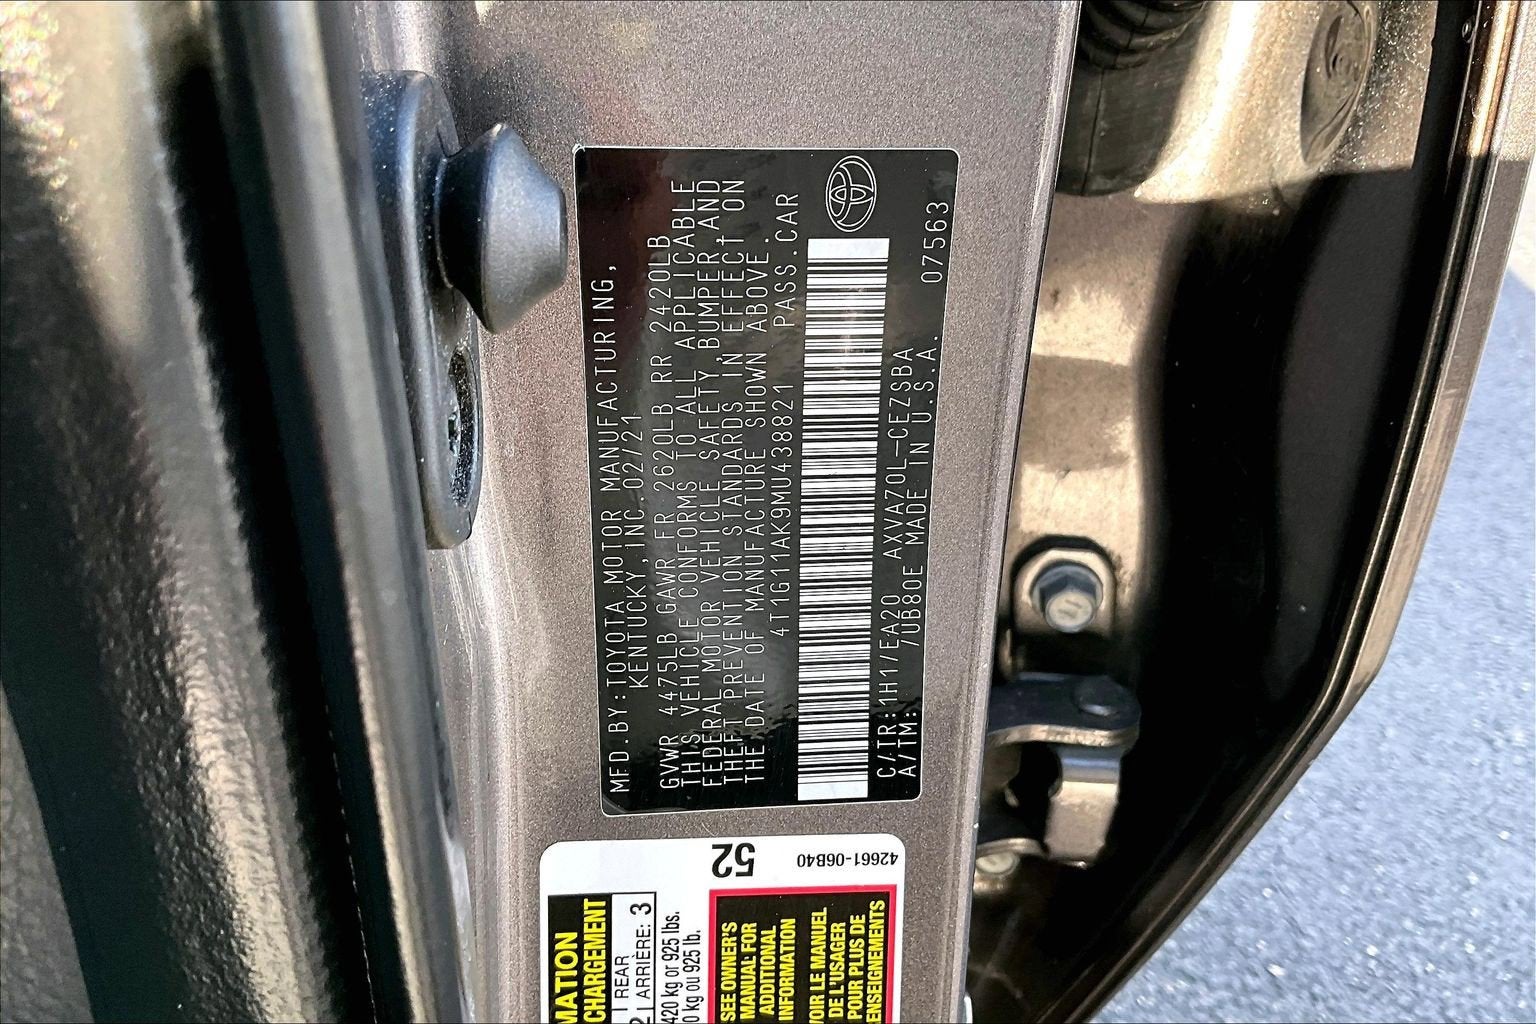 MFD.BY:TOYOTA MOTOR MANUFACTURING,
KENTUCKY,INC.02/21
GVWR 4475LB GAWR FR 2620LB RR 2420LB
THIS VEHICLE CONFORMS TO ALL APPLICABLE
FEDERAL MOTOR VEHICLE SAFETY,BUMPER,AND
THEFT PREVENTION STANDARDS IN EFFECT ON
THE DATE OF MANUFACTURE SHOWN ABOVE.
4T1G11AK9MU438821 PASS.CAR
C/TR:1H1/EA20 AXVA70L-CEZSBA
A/TM: 7UB80E MADE IN U.S.A. 07563
52
42661-06B40
MATION
CHARGEMENT
REAR
2 ARRIÈRE: 3
420 kg or 925 lbs.
0 kg ou 925 lb.
SEE OWNER'S
MANUAL FOR
ADDITIONAL
INFORMATION
VOIR LE MANUEL
DE L'USAGER
POUR PLUS DE
RENSEIGNEMENTS